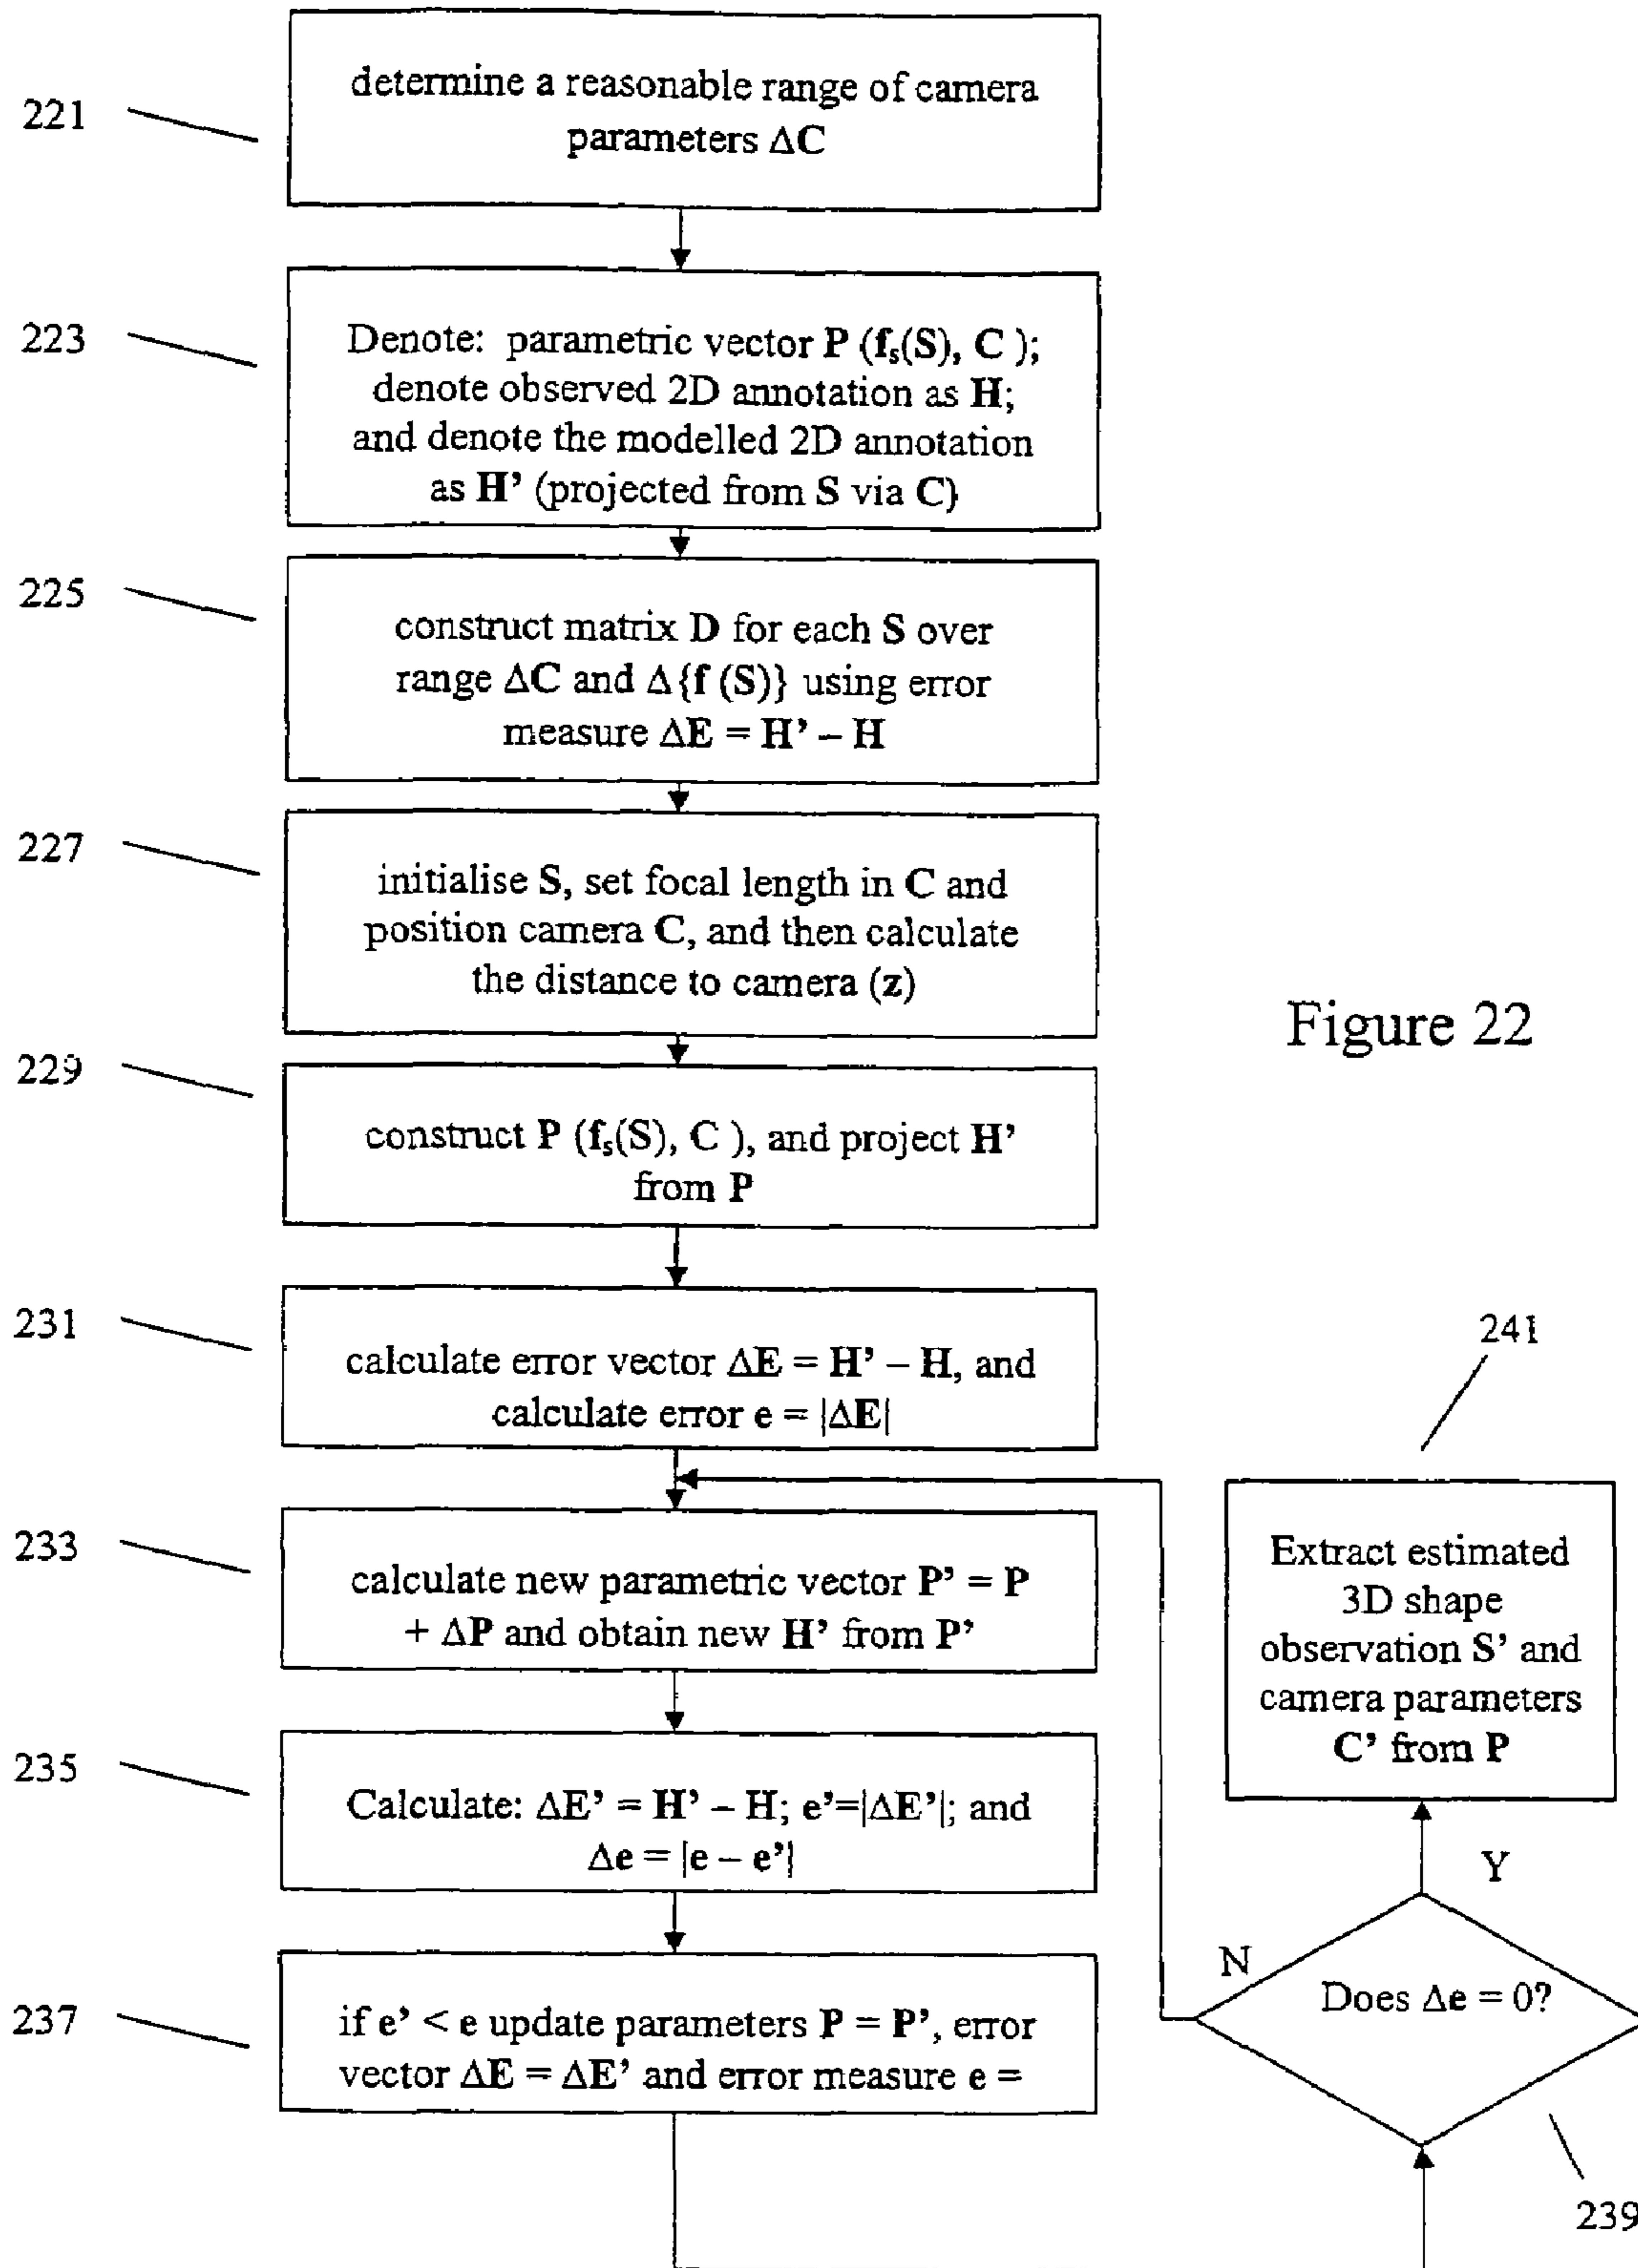 221
determine a reasonable range of camera
parameters ΔC
223
Denote: parametric vector P (fₛ(S), C );
denote observed 2D annotation as H;
and denote the modelled 2D annotation
as H’ (projected from S via C)
225
construct matrix D for each S over
range ΔC and Δ{f (S)} using error
measure ΔE = H’ – H
227
initialise S, set focal length in C and
position camera C, and then calculate
the distance to camera (z)
Figure 22
229
construct P (fₛ(S), C ), and project H’
from P
231
calculate error vector ΔE = H’ – H, and
calculate error e = |ΔE|
233
calculate new parametric vector P’ = P
+ ΔP and obtain new H’ from P’
235
Calculate: ΔE’ = H’ – H; e’=|ΔE’|; and
Δe = |e – e’|
237
if e’ < e update parameters P = P’, error
vector ΔE = ΔE’ and error measure e =
241
Extract estimated
3D shape
observation S’ and
camera parameters
C’ from P
Y
N
Does Δe = 0?
239